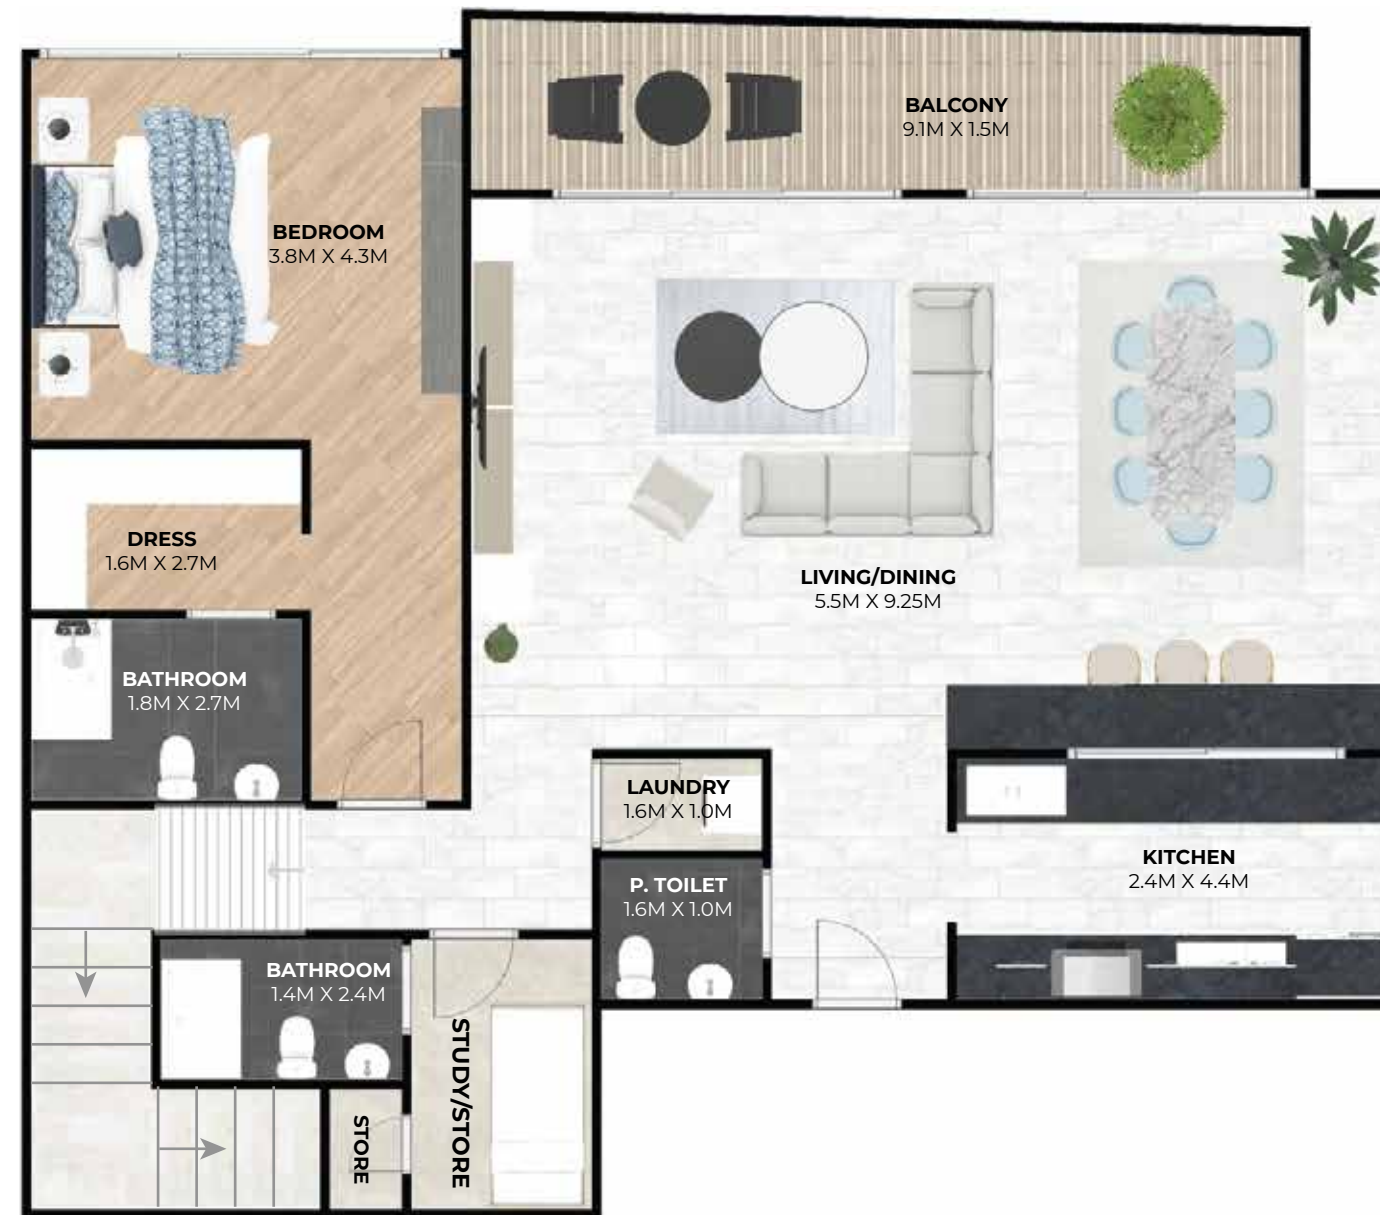 BALCONY
9.1M X 1.5M
BEDROOM
3.8M X 4.3M
DRESS
1.6M X 2.7M
LIVING/DINING
5.5M X 9.25M
BATHROOM
1.8M X 2.7M
LAUNDRY
1.6M X 1.0M
KITCHEN
2.4M X 4.4M
P. TOILET
1.6M X 1.0M
BATHROOM
1.4M X 2.4M
STUDY/STORE
STORE